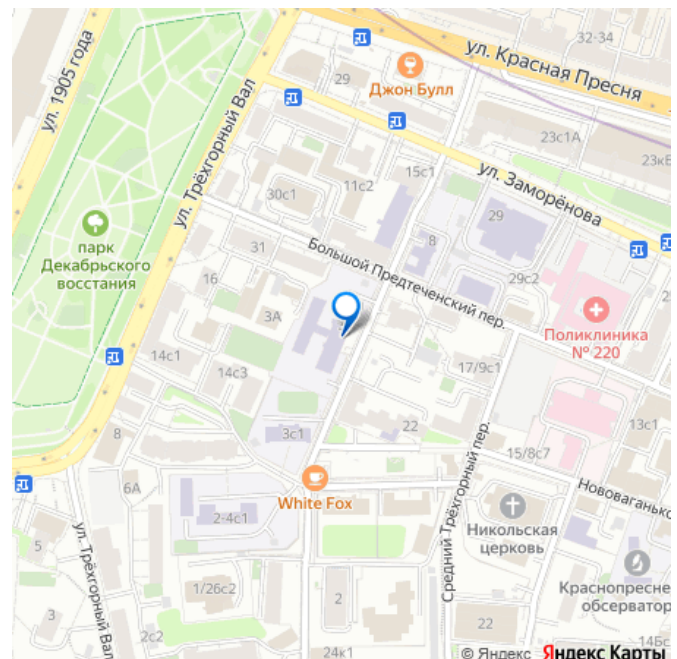 32-34
ул. Красная Пресня
ул. 1905 года
29
Джон Булл
ул. Трёхгорный Вал
23с1А
ул. Заморёнова
15с1
11с2
30с1
29
8
31
Большой Предтеченский пер.
парк
Декабрьского
восстания
16
29с2
3А
Поликлиника
№ 220
14с1
14с3
17/9с1
22
13с1
8
3с1
15/8с7
6А
White Fox
Нововаганько
2-4с1
Никольская
церковь
Средний Трёхгорный пер.
5
ул. Трёхгорный Вал
1/26с2
2
Краснопресне
обсерватор
3
22
2с2
24к1
© Яндекс Яндекс Карты